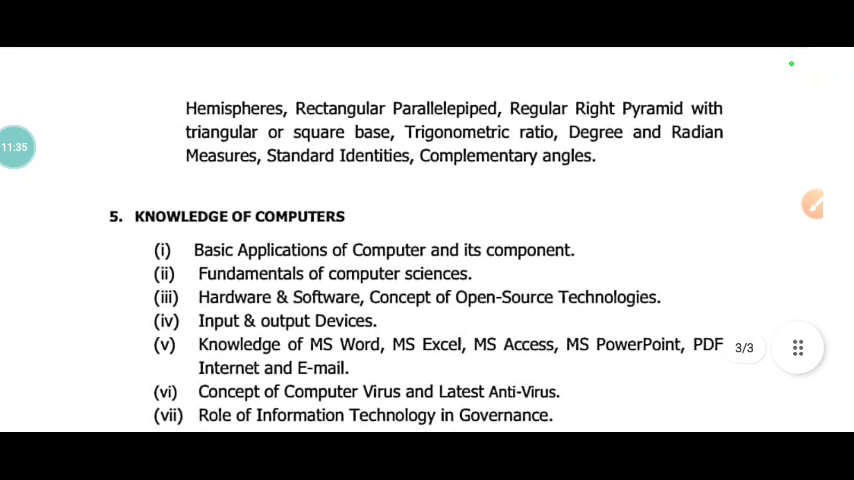 Hemispheres, Rectangular Parallelepiped, Regular Right Pyramid with
triangular or square base, Trigonometric ratio, Degree and Radian
Measures, Standard Identities, Complementary angles.
11:35
5. KNOWLEDGE OF COMPUTERS
(i) Basic Applications of Computer and its component.
(ii) Fundamentals of computer sciences.
(iii) Hardware & Software, Concept of Open-Source Technologies.
(iv) Input & output Devices.
(v) Knowledge of MS Word, MS Excel, MS Access, MS PowerPoint, PDF
3/3
Internet and E-mail.
(vi) Concept of Computer Virus and Latest Anti-Virus.
(vii) Role of Information Technology in Governance.